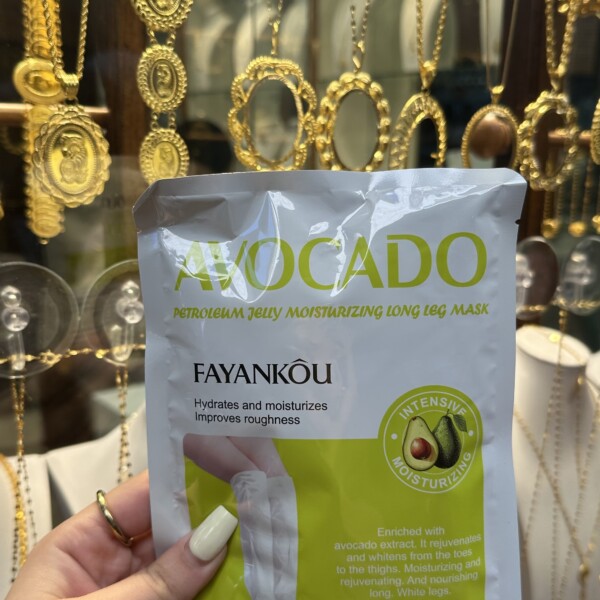 AVOCADO
PETROLEUM JELLY MOISTURIZING LONG LEG MASK
FAYANKÔU
Hydrates and moisturizes
Improves roughness
INTENSIVE
MOISTURIZING
Enriched with
avocado extract. It rejuvenates
and whitens from the toes
to the thighs. Moisturizing and
rejuvenating. And nourishing
long. White legs.